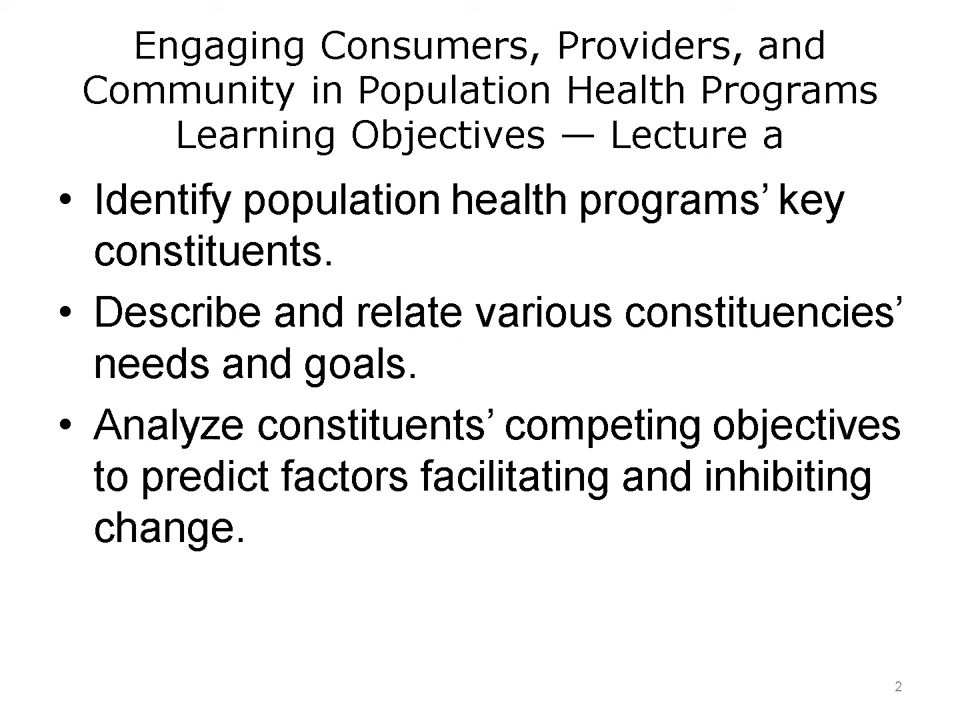 Engaging Consumers, Providers, and
Community in Population Health Programs
Learning Objectives — Lecture a
• Identify population health programs’ key
constituents.
• Describe and relate various constituencies’
needs and goals.
• Analyze constituents’ competing objectives
to predict factors facilitating and inhibiting
change.
2